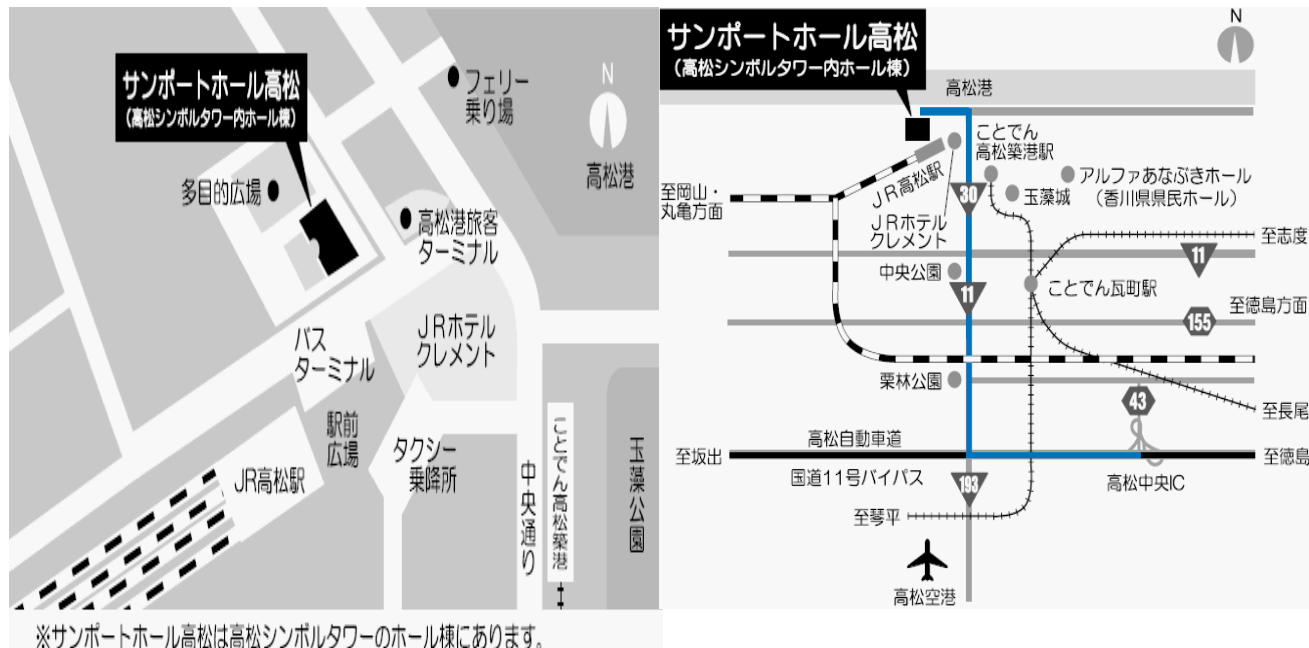 サンポートホール高松
(高松シンボルタワー内ホール棟)
N
フェリー
乗り場
高松港
多目的広場
高松港旅客
ターミナル
JRホテル
クレメント
バス
ターミナル
駅前
広場
タクシー
乗降所
JR高松駅
中央通り
ことでん高松築港
玉藻公園
※サンポートホール高松は高松シンボルタワーのホール棟にあります。
サンポートホール高松
(高松シンボルタワー内ホール棟)
N
高松港
ことでん
高松築港駅
JR高松駅
アルファあなぶきホール
(香川県県民ホール)
玉藻城
至岡山・
丸亀方面
30
JRホテル
クレメント
至志度
11
中央公園
11
ことでん瓦町駅
至徳島方面
155
栗林公園
43
至長尾
高松自動車道
至坂出
至徳島
国道11号バイパス
193
高松中央IC
至琴平
高松空港